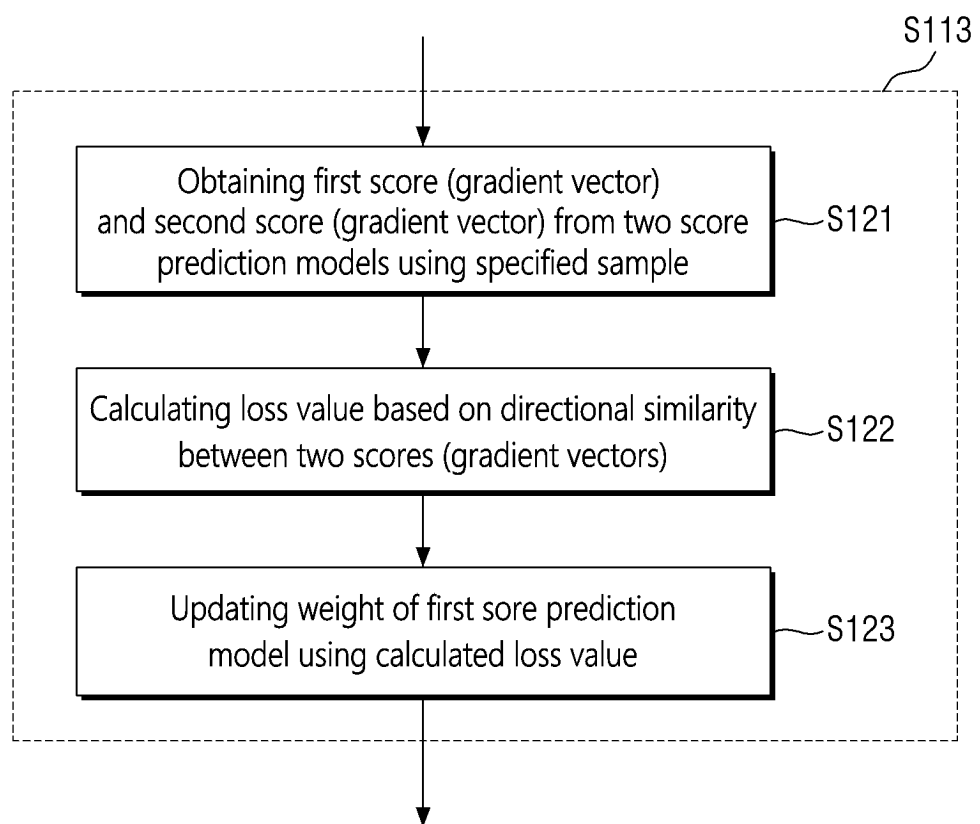 S113
Obtaining first score (gradient vector)
and second score (gradient vector) from two score
prediction models using specified sample
S121
Calculating loss value based on directional similarity
between two scores (gradient vectors)
S122
Updating weight of first sore prediction
model using calculated loss value
S123